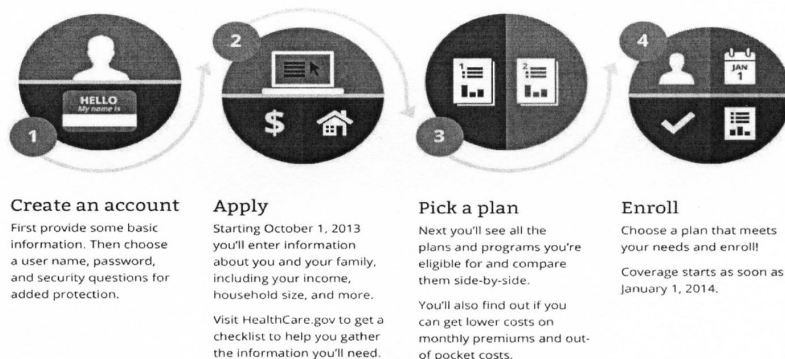 1
HELLO
My name is
2
$
3
1
2
4
JAN
1
Create an account
First provide some basic
information. Then choose
a user name, password,
and security questions for
added protection.
Apply
Starting October 1, 2013
you'll enter information
about you and your family,
including your income,
household size, and more.
Visit HealthCare.gov to get a
checklist to help you gather
the information you'll need.
Pick a plan
Next you'll see all the
plans and programs you're
eligible for and compare
them side-by-side.
You'll also find out if you
can get lower costs on
monthly premiums and out-
of pocket costs.
Enroll
Choose a plan that meets
your needs and enroll!
Coverage starts as soon as
January 1, 2014.